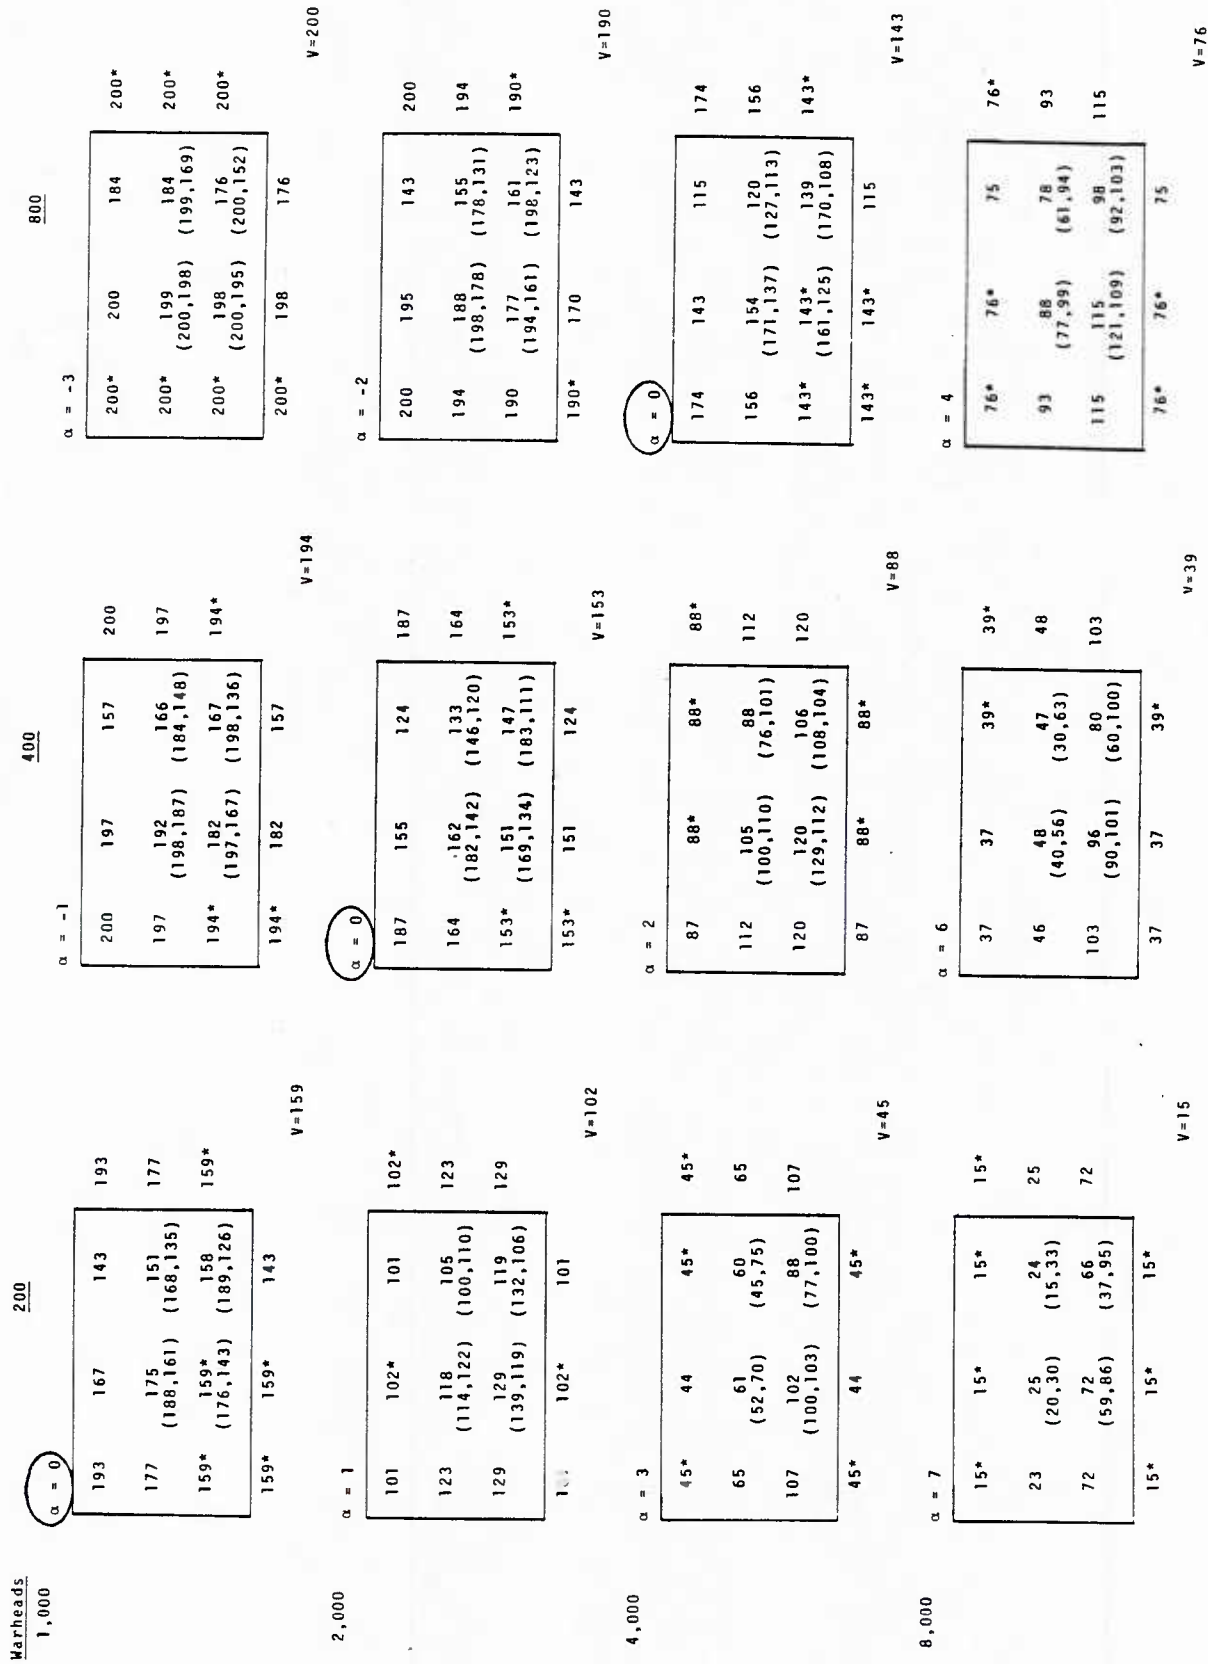 Warheads 200 400 800
1,000
α = 0 α = -1 α = -3
193 167 143 193 200 197 157 200 200* 200 184 200*
177 175 151 177 197 192 166 197 200* 199 184 200*
(188,161) (168,135) (198,187) (184,148) (200,198) (199,169)
159* 159* 158 159* 194* 182 167 194* 200* 198 176 200*
(176,143) (189,126) (197,167) (198,136) (200,195) (200,152)
159* 159* 143 194* 182 157 200* 198 176
V=159 V=194 V=200
2,000
α = 1 α = 0 α = -2
101 102* 101 102* 187 155 124 187 200 195 143 200
123 118 105 123 164 162 133 164 194 188 155 194
(114,122) (100,110) (182,142) (146,120) (198,178) (178,131)
129 129 119 129 153* 151 147 153* 190 177 161 190*
(139,119) (132,106) (169,134) (183,111) (194,161) (198,123)
102* 101 153* 151 124 190* 170 143
V=102 V=153 V=190
4,000
α = 3 α = 2 α = 0
45* 44 45* 45* 87 88* 88* 88* 174 143 115 174
65 61 60 65 112 105 88 112 156 154 120 156
(52,70) (45,75) (100,110) (76,101) (171,137) (127,113)
107 102 88 107 120 120 106 120 143* 143* 139 143*
(100,103) (77,100) (129,112) (108,104) (161,125) (170,108)
45* 44 45* 87 88* 88* 143* 143* 115
V=45 V=88 V=143
8,000
α = 7 α = 6 α = 4
15* 15* 15* 15* 37 37 39* 39* 76* 76* 75 76*
23 25 24 25 46 48 47 48 93 88 78 93
(20,30) (15,33) (40,56) (30,63) (77,99) (61,94)
72 72 66 72 103 96 80 103 115 115 98 115
(59,86) (37,95) (90,101) (60,100) (121,109) (92,103)
15* 15* 15* 37 37 39* 76* 76* 75
V=15 V=39 V=76